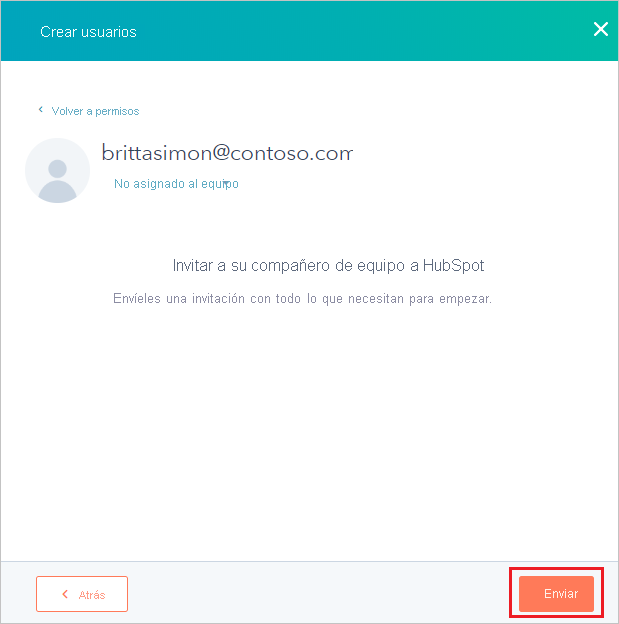 Crear usuarios
Volver a permisos
brittasimon@contoso.com
No asignado al equipo
Invitar a su compañero de equipo a HubSpot
Envíeles una invitación con todo lo que necesitan para empezar.
Atrás
Enviar